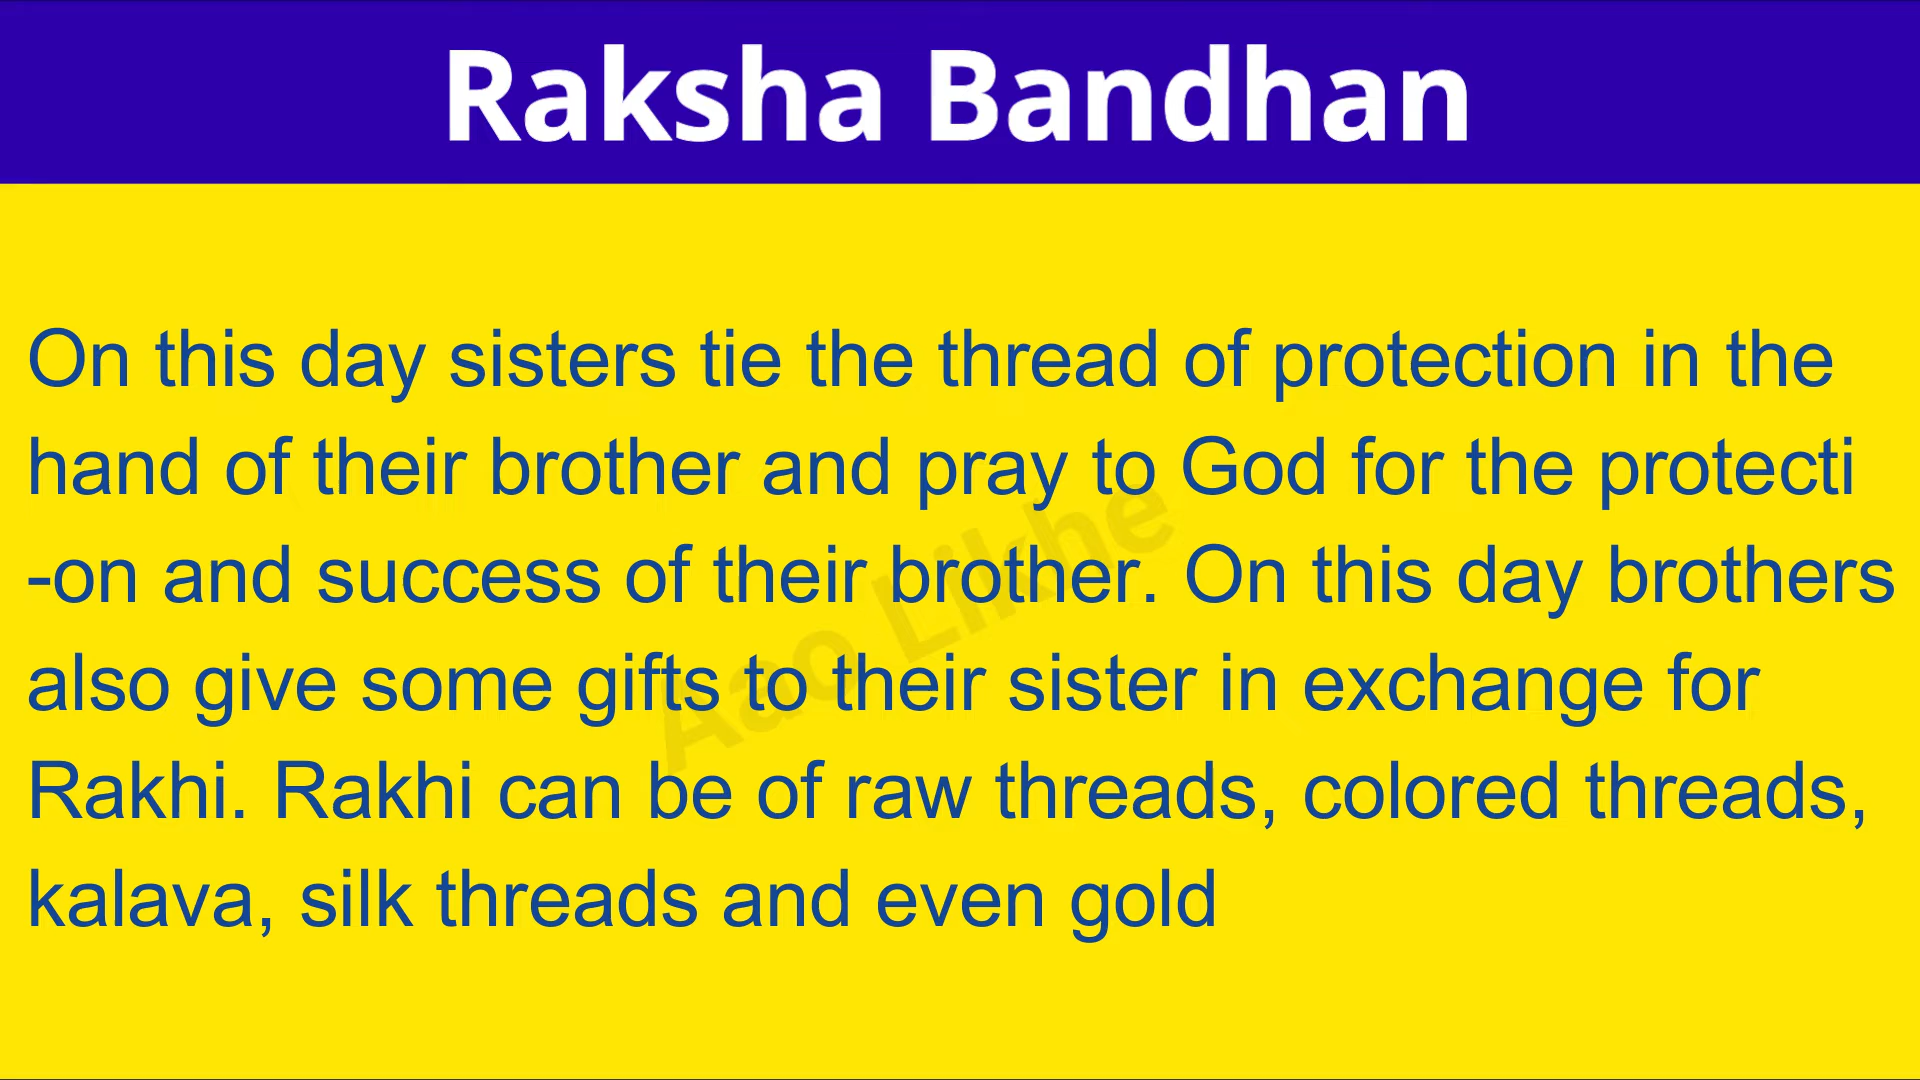 Raksha Bandhan
On this day sisters tie the thread of protection in the
hand of their brother and pray to God for the protecti
-on and success of their brother. On this day brothers
also give some gifts to their sister in exchange for
Rakhi. Rakhi can be of raw threads, colored threads,
kalava, silk threads and even gold
Aao Likhe